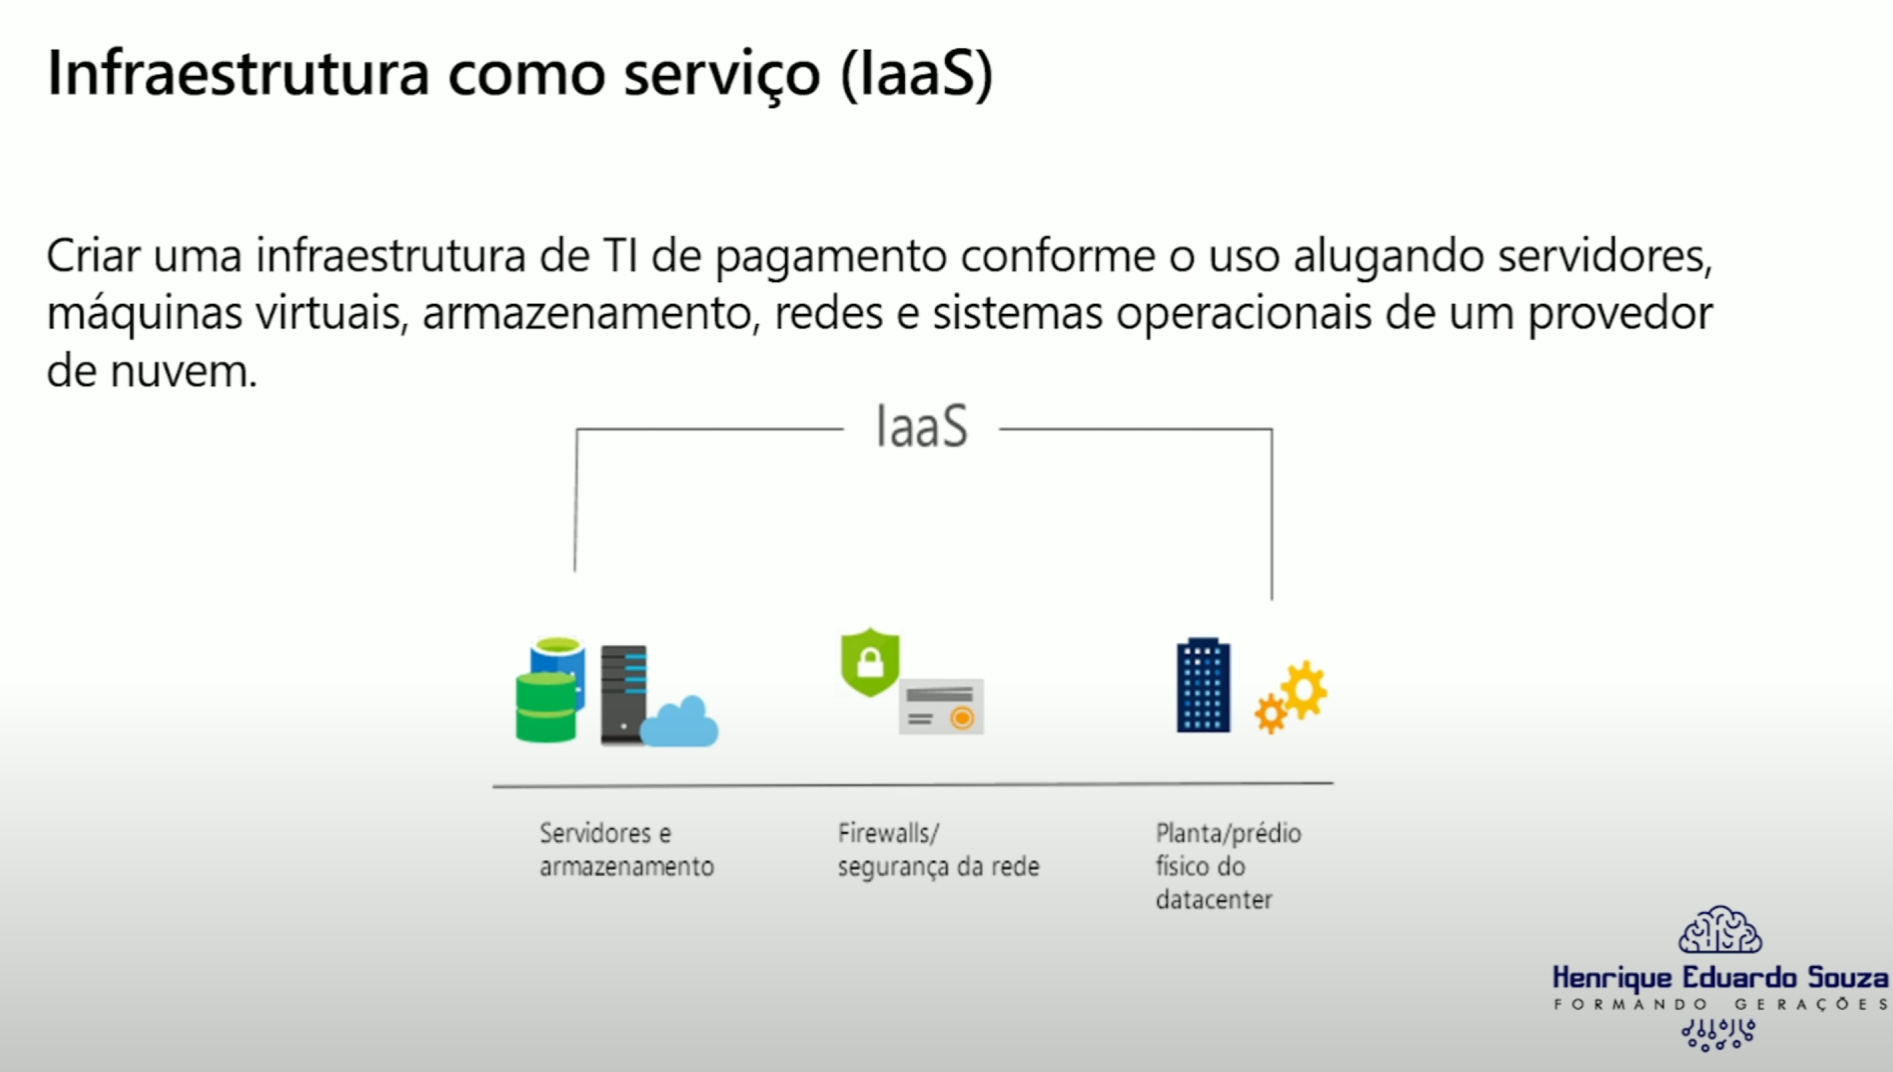 Infraestrutura como serviço (IaaS)
Criar uma infraestrutura de TI de pagamento conforme o uso alugando servidores,
máquinas virtuais, armazenamento, redes e sistemas operacionais de um provedor
de nuvem.
IaaS
Servidores e
armazenamento
Firewalls/
segurança da rede
Planta/prédio
físico do
datacenter
Henrique Eduardo Souza
FORMANDO GERAÇÕES